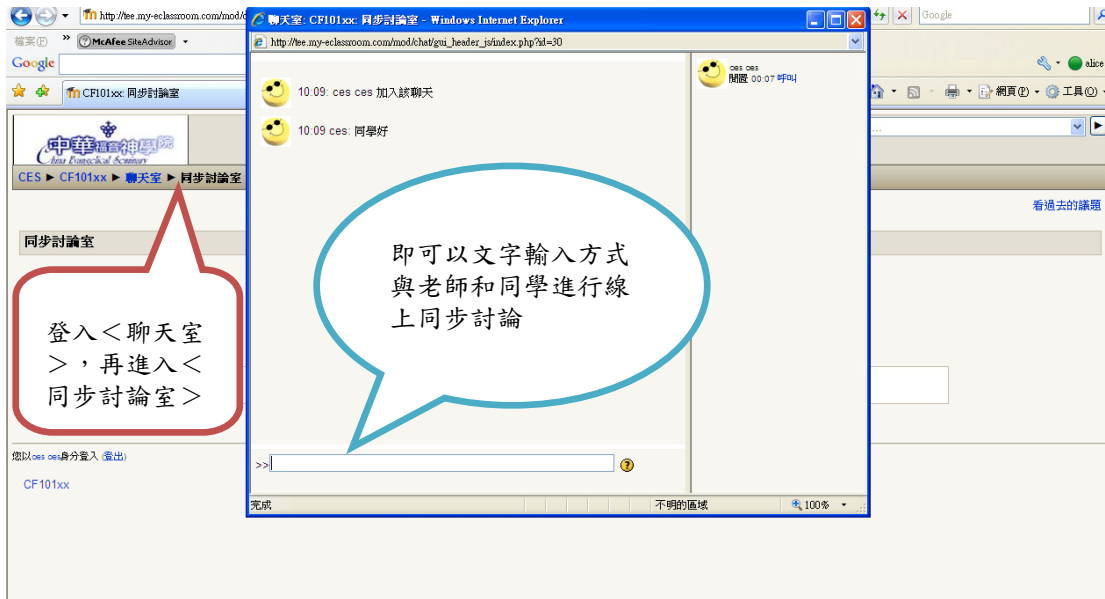 http://tee.my-eclassroom.com/mod/c
聊天室: CF101xx: 同步討論室 - Windows Internet Explorer
Google
檔案(F)
»
McAfee SiteAdvisor
http://tee.my-eclassroom.com/mod/chat/gui_header_js/index.php?id=30
Google
alice
CF101xx: 同步討論室
網頁(P)
工具(O)
ces ces
閒置 00:07 呼叫
10:09: ces ces 加入該聊天
10:09 ces: 同學好
中華福音神學院
China Evangelical Seminary
CES ► CF101xx ► 聊天室 ► 同步討論室
看過去的議題
同步討論室
即可以文字輸入方式
與老師和同學進行線
上同步討論
登入＜聊天室
＞，再進入＜
同步討論室＞
您以ces ces身分登入 (登出)
CF101xx
>>
完成
不明的區域
100%